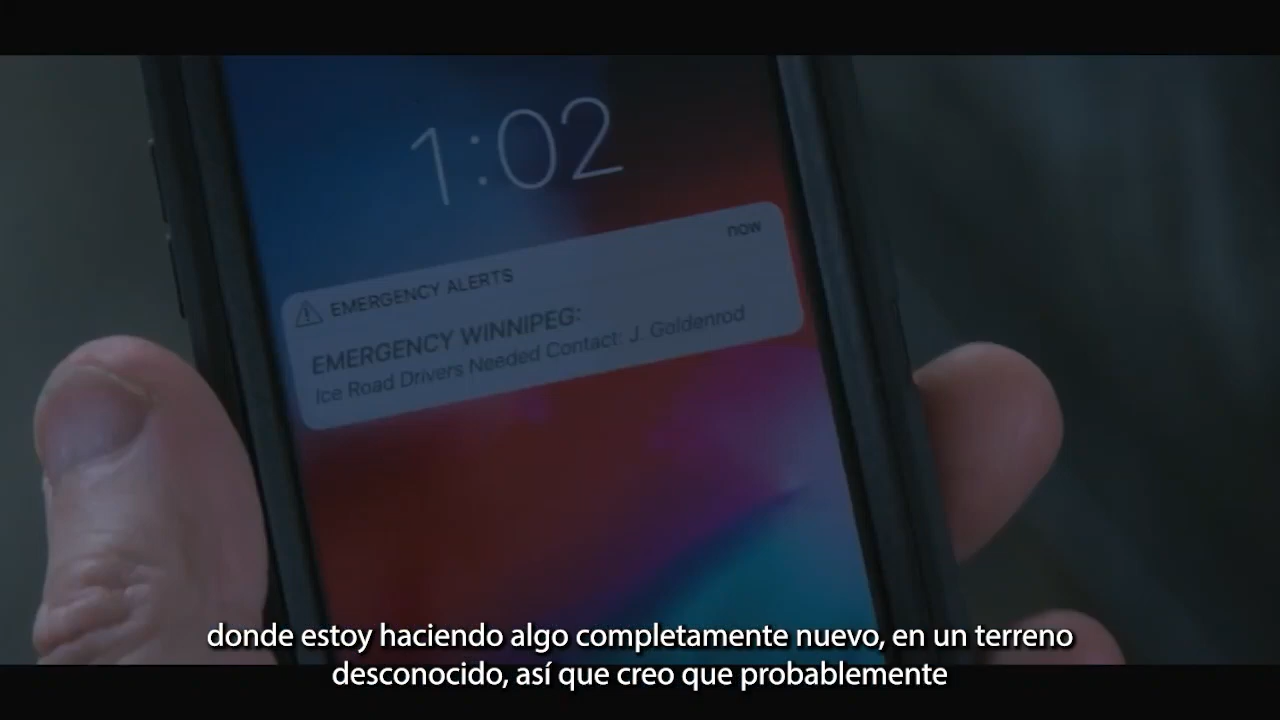 1:02
now
EMERGENCY ALERTS
EMERGENCY WINNIPEG:
Ice Road Drivers Needed Contact: J. Goldenrod
donde estoy haciendo algo completamente nuevo, en un terreno
desconocido, así que creo que probablemente